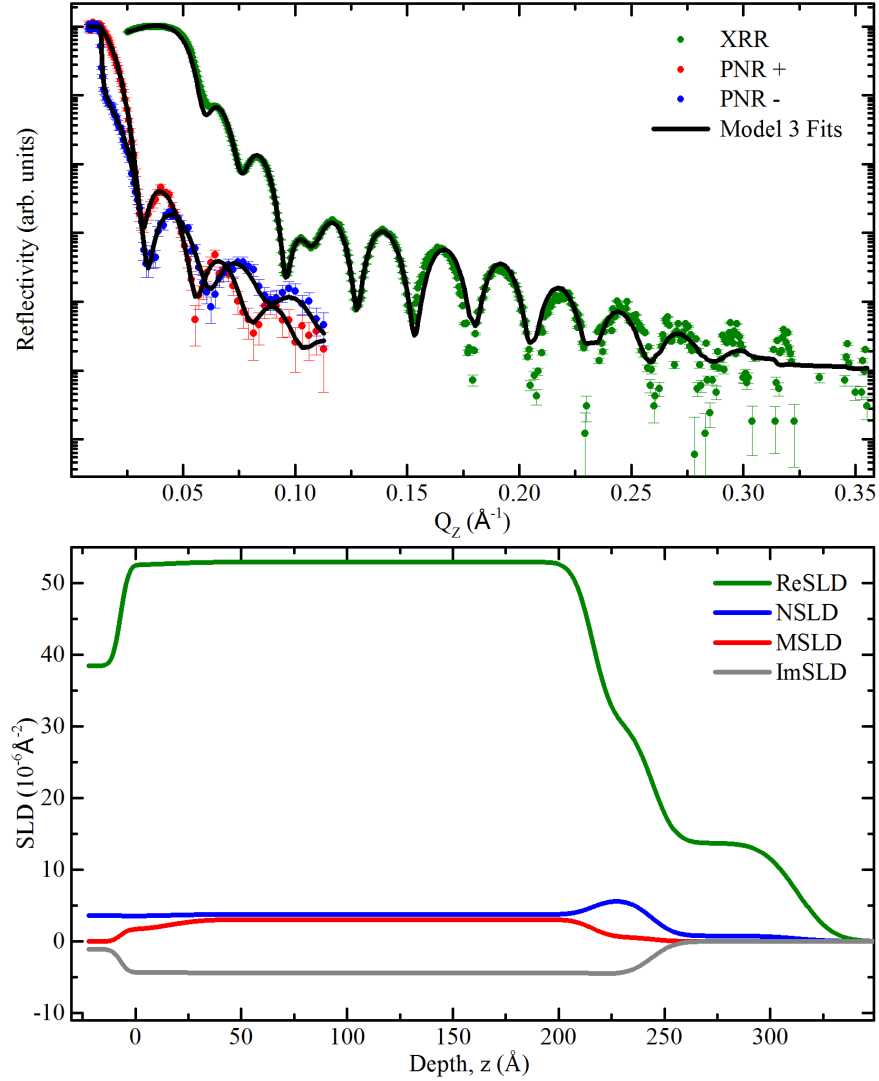 XRR
PNR +
PNR -
Model 3 Fits
Reflectivity (arb. units)
0.05 0.10 0.15 0.20 0.25 0.30 0.35
Q_Z (Å⁻¹)
50
40
30
20
10
0
-10
ReSLD
NSLD
MSLD
ImSLD
SLD (10⁻⁶Å⁻²)
0 50 100 150 200 250 300
Depth, z (Å)